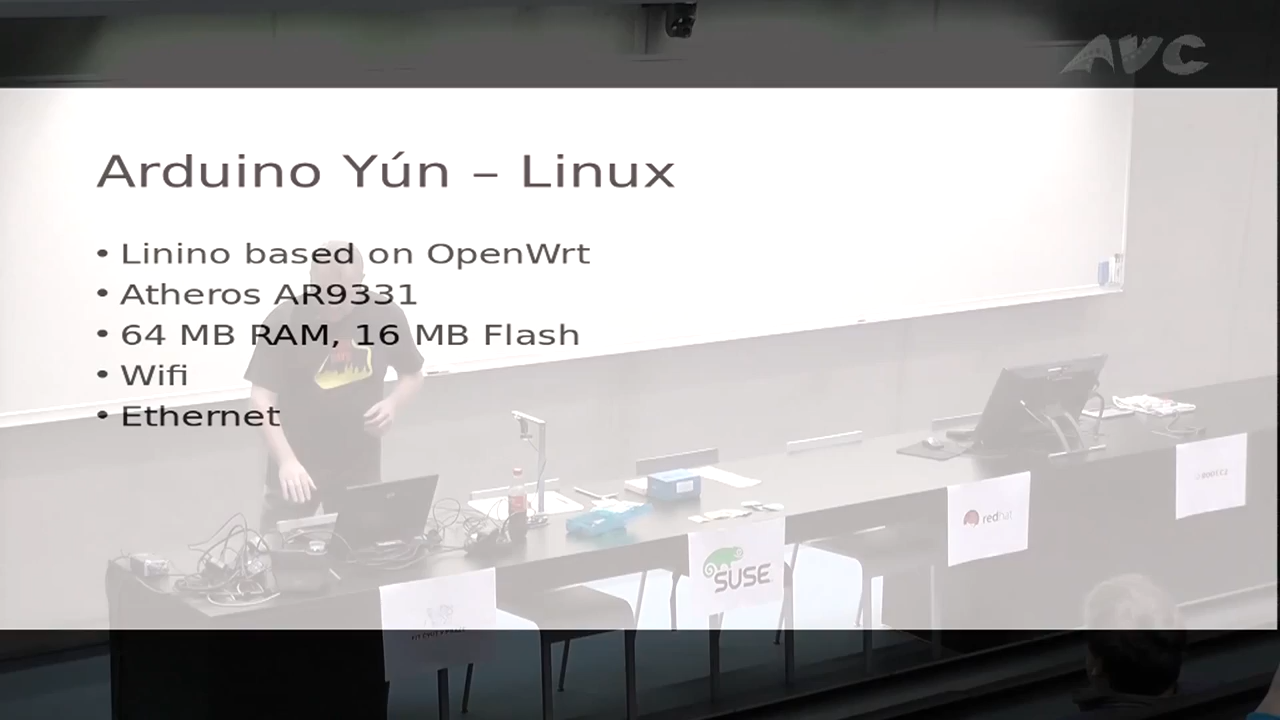 AVC
Arduino Yún – Linux
• Linino based on OpenWrt
• Atheros AR9331
• 64 MB RAM, 16 MB Flash
• Wifi
• Ethernet
redhat
SUSE